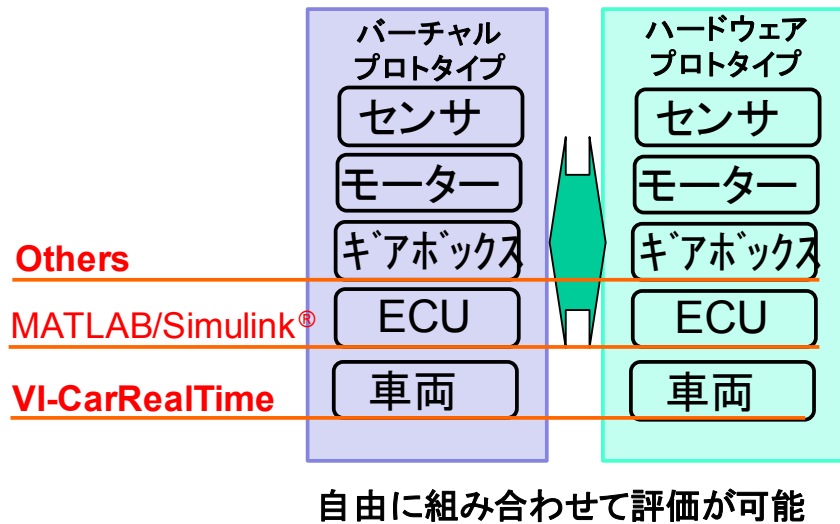 バーチャル
プロトタイプ
ハードウェア
プロトタイプ
センサ
センサ
モーター
モーター
Others
ギアボックス
ギアボックス
MATLAB/Simulink®
ECU
ECU
VI-CarRealTime
車両
車両
自由に組み合わせて評価が可能